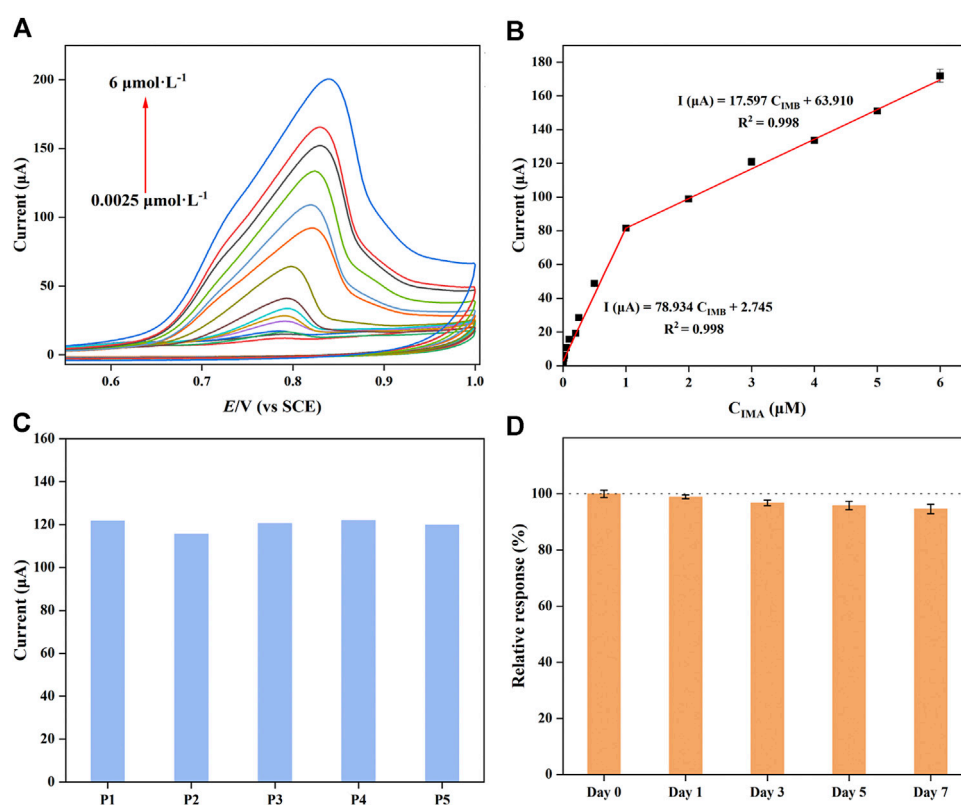 A
6 μmol·L⁻¹
0.0025 μmol·L⁻¹
200
150
100
50
0
Current (μA)
0.6 0.7 0.8 0.9 1.0
E/V (vs SCE)
B
I (μA) = 17.597 C_IMB + 63.910
R² = 0.998
I (μA) = 78.934 C_IMB + 2.745
R² = 0.998
180
160
140
120
100
80
60
40
20
0
Current (μA)
0 1 2 3 4 5 6
C_IMA (μM)
C
160
140
120
100
80
60
40
20
0
Current (μA)
P1 P2 P3 P4 P5
D
100
80
60
40
20
0
Relative response (%)
Day 0 Day 1 Day 3 Day 5 Day 7